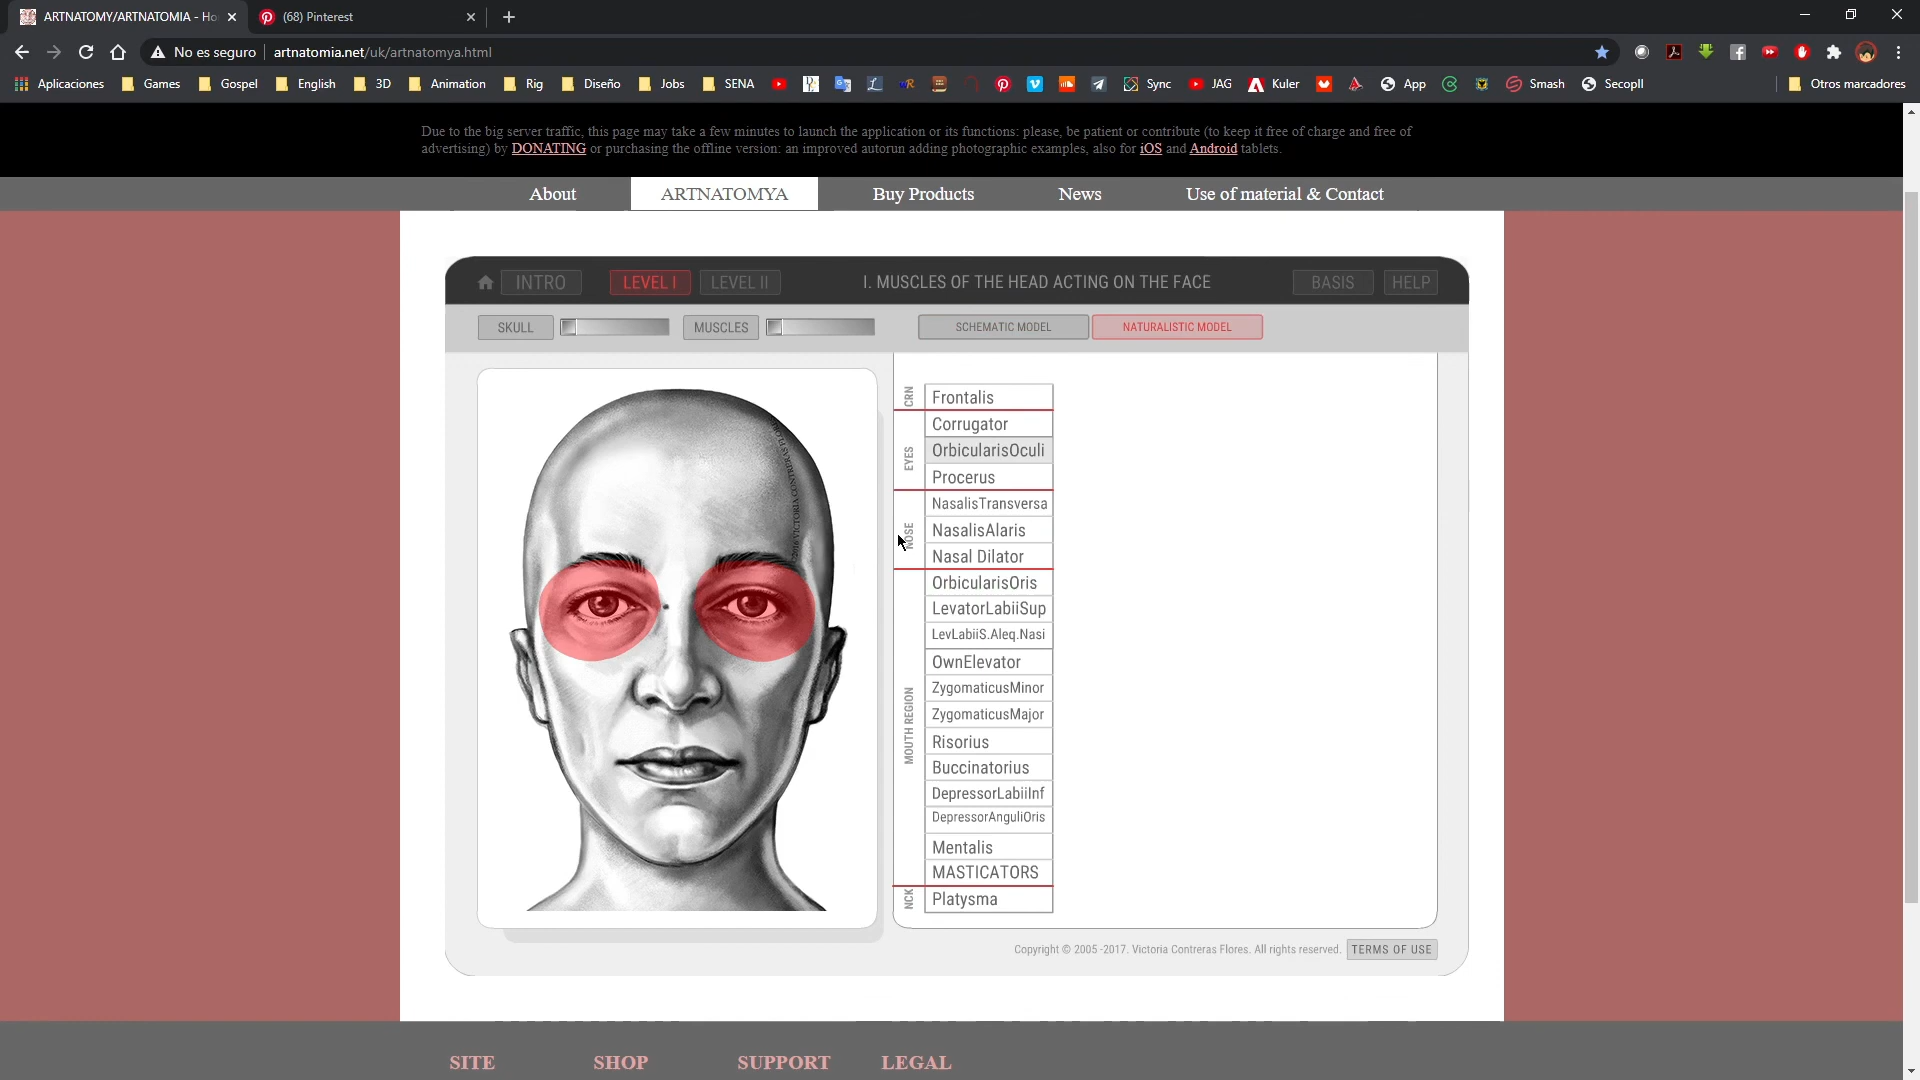 ARTNATOMY/ARTNATOMIA - Ho
(68) Pinterest
No es seguro
artnatomia.net/uk/artnatomya.html
Aplicaciones
Games
Gospel
English
3D
Animation
Rig
Diseño
Jobs
SENA
Sync
JAG
Kuler
App
Smash
Secopll
Otros marcadores
Due to the big server traffic, this page may take a few minutes to launch the application or its functions: please, be patient or contribute (to keep it free of charge and free of
advertising) by DONATING or purchasing the offline version: an improved autorun adding photographic examples, also for iOS and Android tablets.
About
ARTNATOMYA
Buy Products
News
Use of material & Contact
INTRO
LEVEL I
LEVEL II
I. MUSCLES OF THE HEAD ACTING ON THE FACE
BASIS
HELP
SKULL
MUSCLES
SCHEMATIC MODEL
NATURALISTIC MODEL
CRN
Frontalis
EYES
Corrugator
OrbicularisOculi
Procerus
NOSE
NasalisTransversa
NasalisAlaris
Nasal Dilator
MOUTH REGION
OrbicularisOris
LevatorLabiiSup
LevLabiiS.Aleq.Nasi
OwnElevator
ZygomaticusMinor
ZygomaticusMajor
Risorius
Buccinatorius
DepressorLabiiInf
DepressorAnguliOris
Mentalis
MASTICATORS
NCK
Platysma
Copyright © 2005 -2017. Victoria Contreras Flores. All rights reserved.
TERMS OF USE
SITE
SHOP
SUPPORT
LEGAL